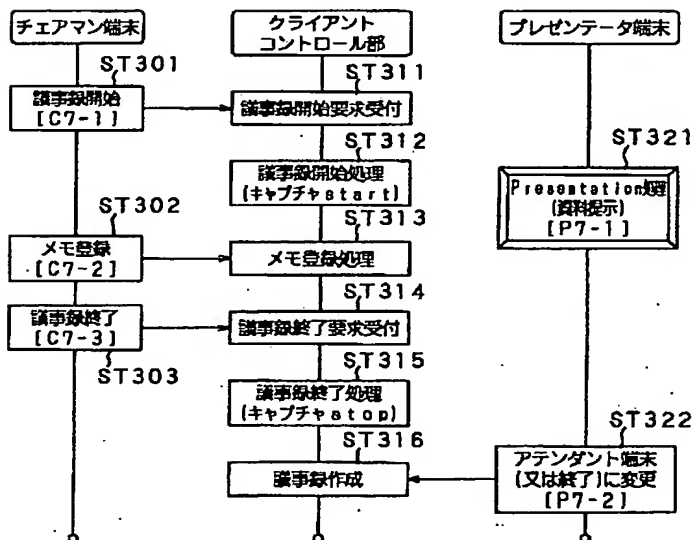 チェアマン端末
クライアント
コントロール部
プレゼンテータ端末
ST301
議事録開始
[C7-1]
ST311
議事録開始要求受付
ST312
議事録開始処理
(キャプチャstart)
ST321
Presentation処理
(資料提示)
[P7-1]
ST302
メモ登録
[C7-2]
ST313
メモ登録処理
議事録終了
[C7-3]
ST303
ST314
議事録終了要求受付
ST315
議事録終了処理
(キャプチャstop)
ST316
議事録作成
ST322
アテンダント端末
(又は終了)に変更
[P7-2]